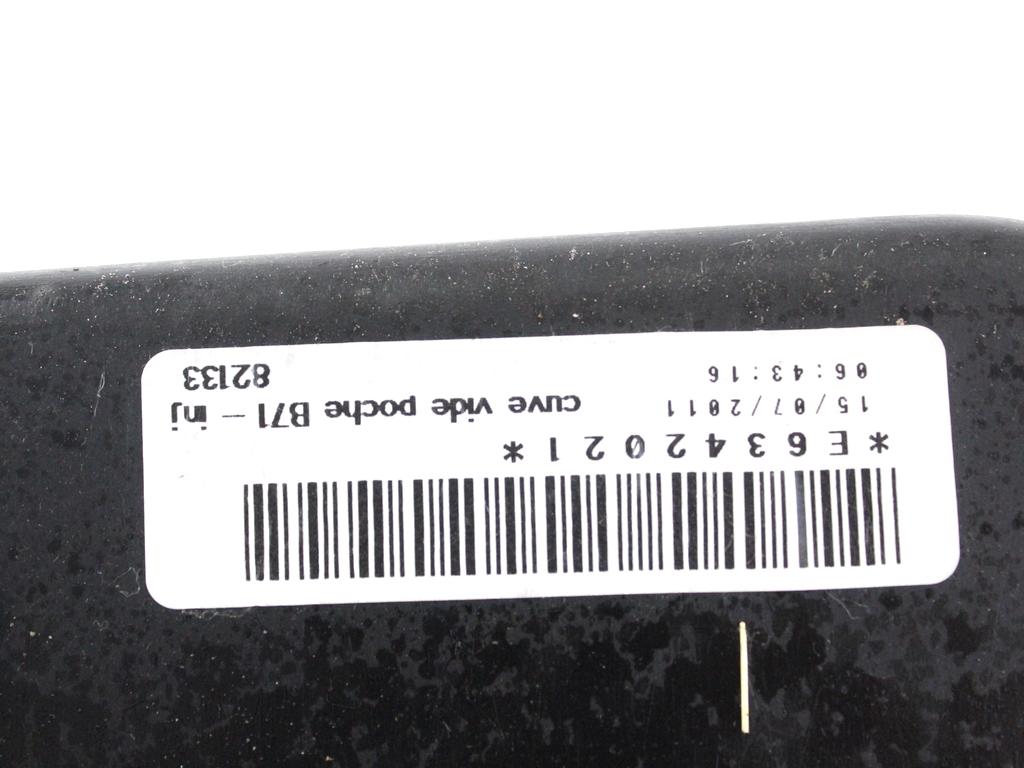 *E6342021*
15/07/2011 cuve vide poche B71 - inj
06:43:16 82133